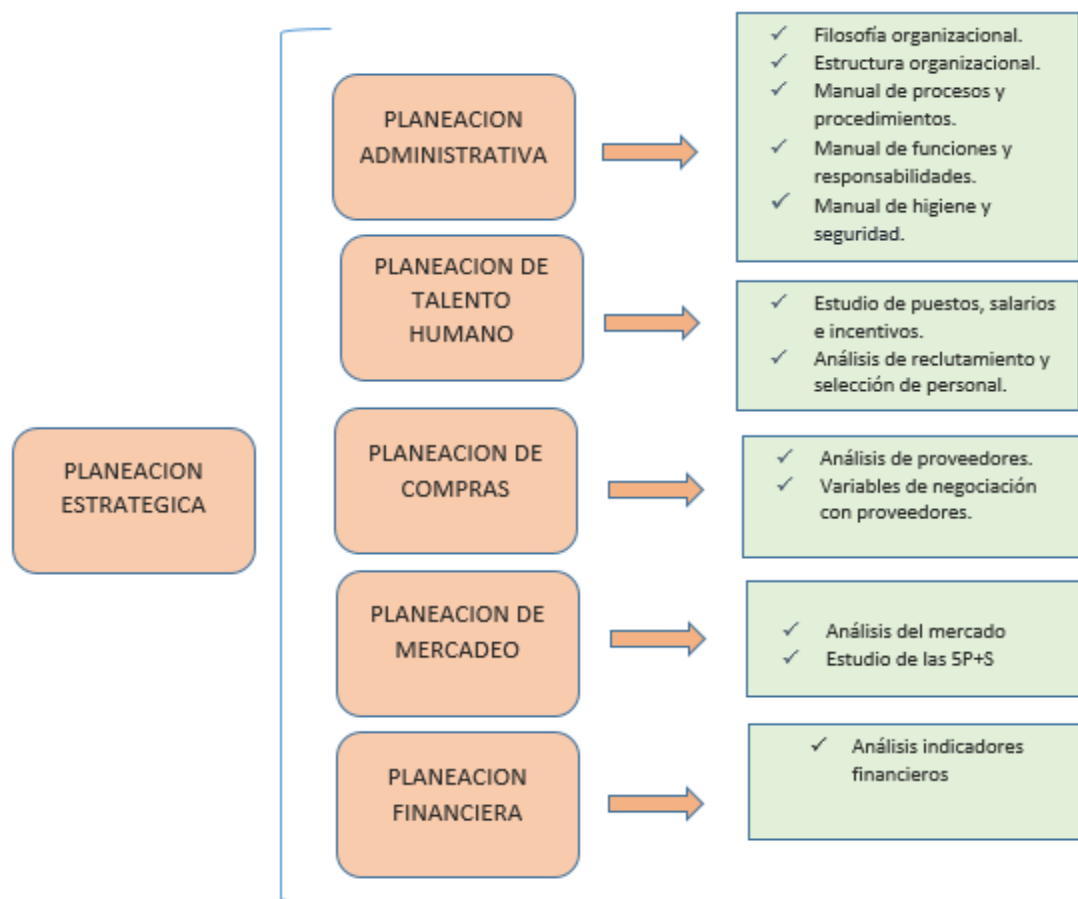 PLANEACION
ESTRATEGICA
PLANEACION
ADMINISTRATIVA
✓ Filosofía organizacional.
✓ Estructura organizacional.
✓ Manual de procesos y
procedimientos.
✓ Manual de funciones y
responsabilidades.
✓ Manual de higiene y
seguridad.
PLANEACION DE
TALENTO
HUMANO
✓ Estudio de puestos, salarios
e incentivos.
✓ Análisis de reclutamiento y
selección de personal.
PLANEACION DE
COMPRAS
✓ Análisis de proveedores.
✓ Variables de negociación
con proveedores.
PLANEACION DE
MERCADEO
✓ Análisis del mercado
✓ Estudio de las 5P+S
PLANEACION
FINANCIERA
✓ Análisis indicadores
financieros